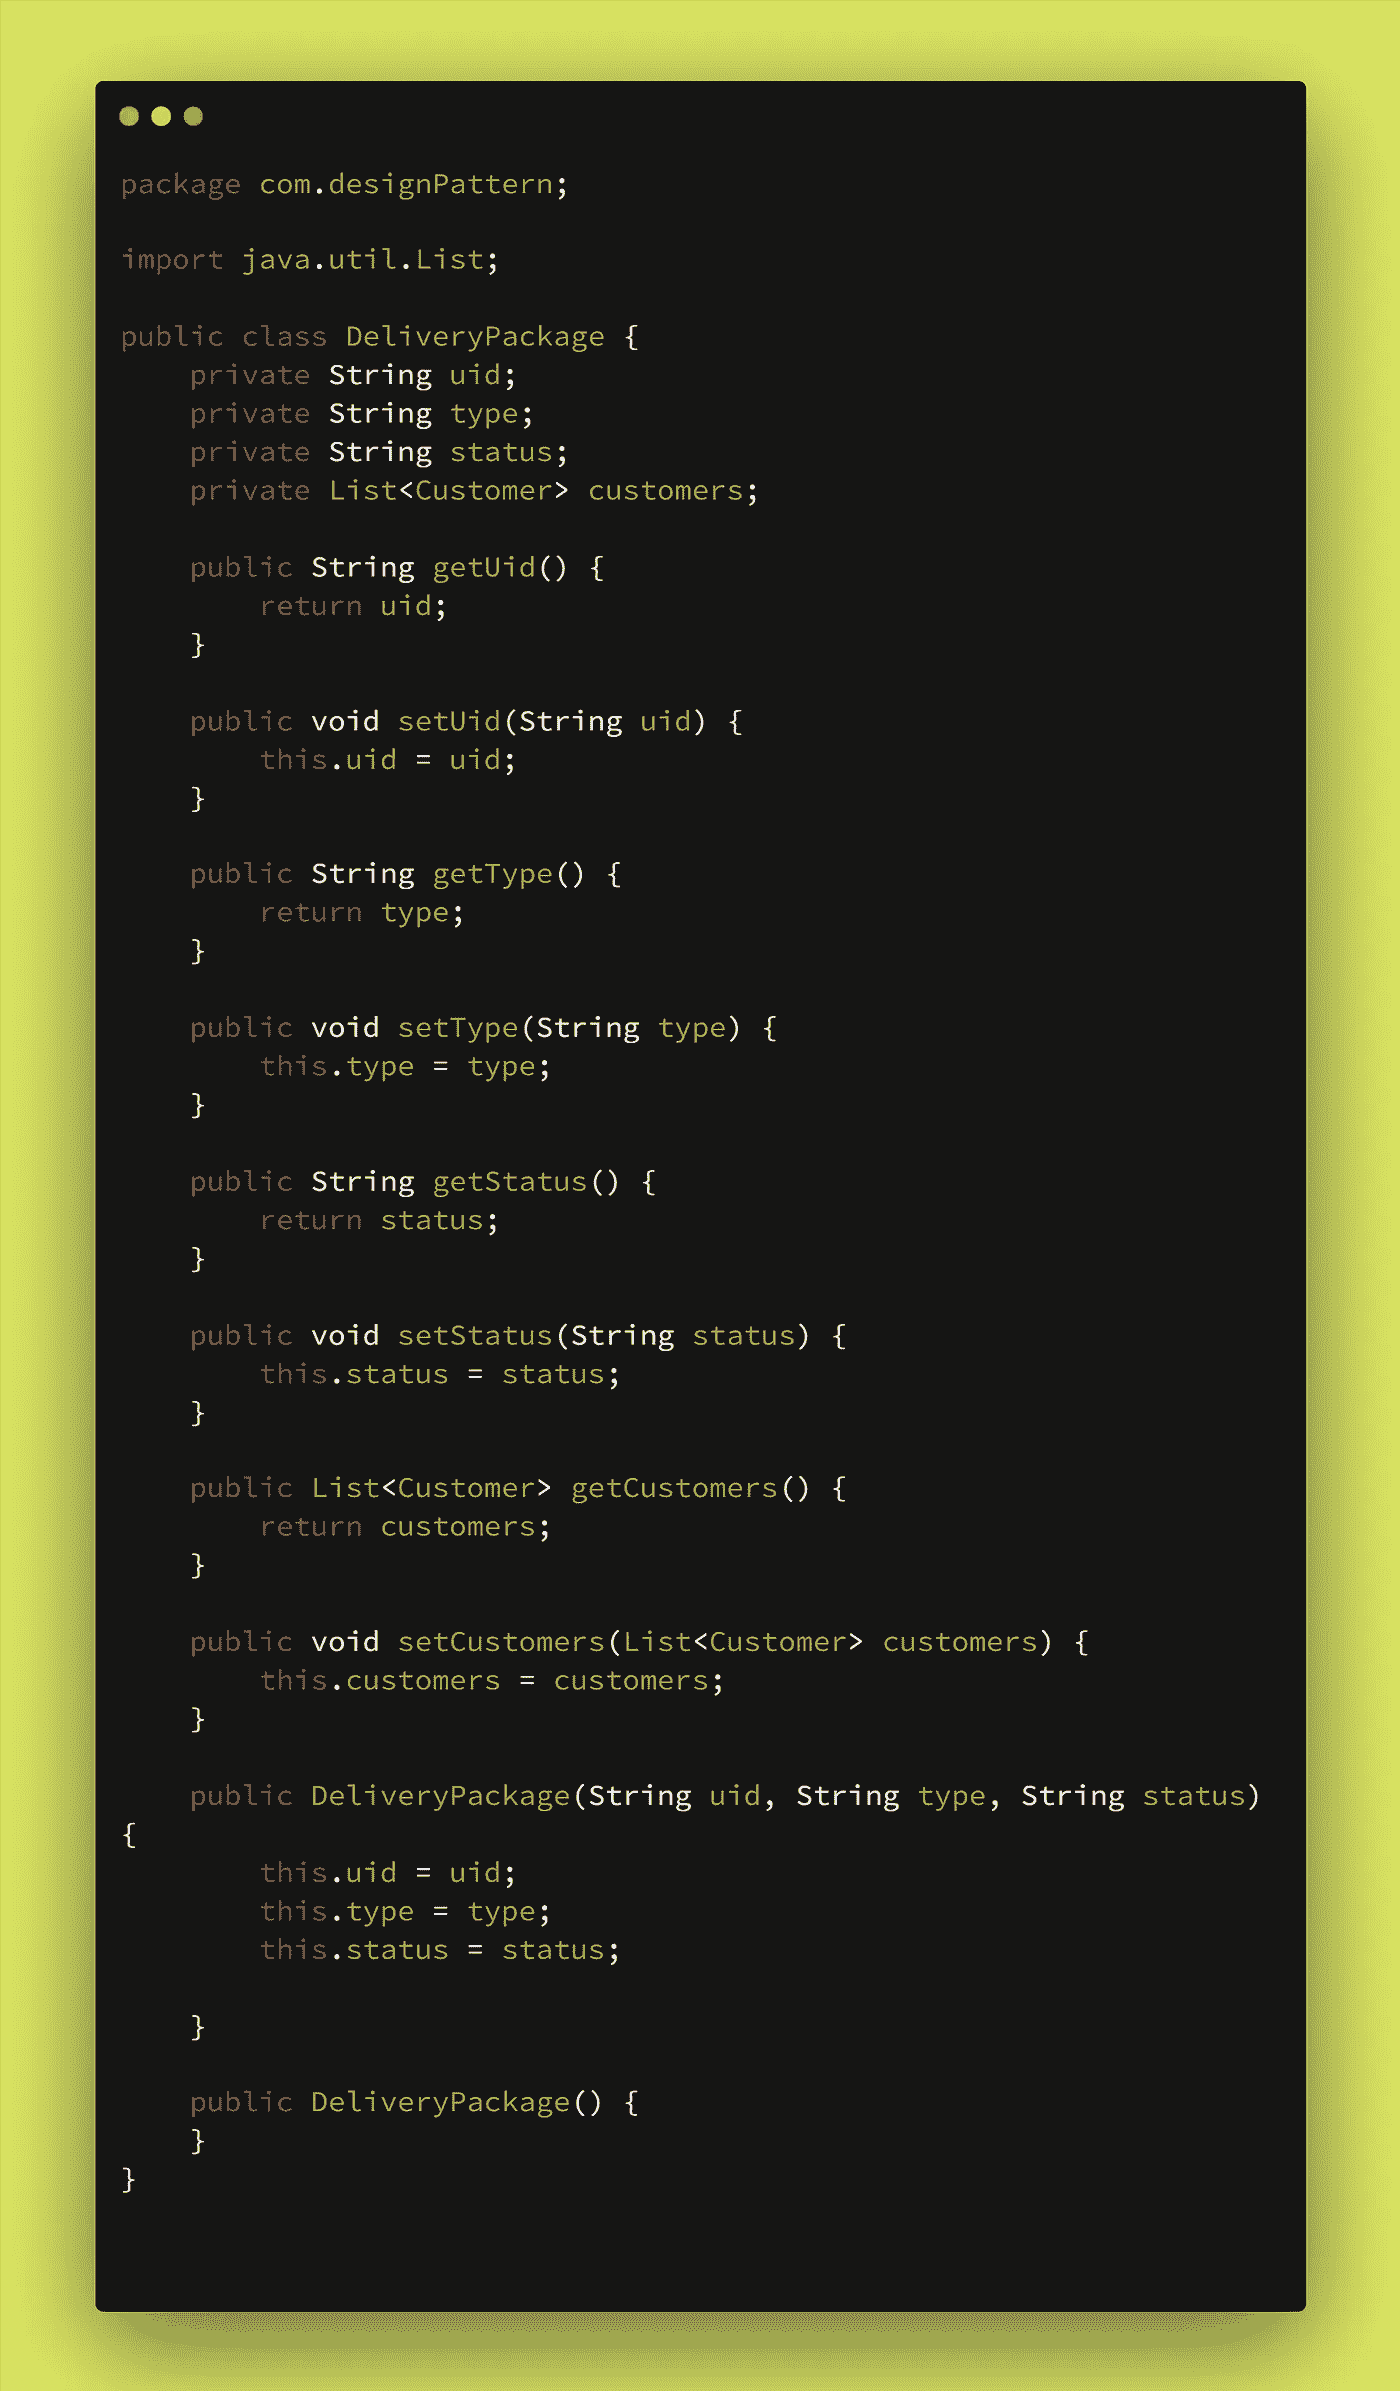 package com.designPattern;
import java.util.List;
public class DeliveryPackage {
    private String uid;
    private String type;
    private String status;
    private List<Customer> customers;
    public String getUid() {
        return uid;
    }
    public void setUid(String uid) {
        this.uid = uid;
    }
    public String getType() {
        return type;
    }
    public void setType(String type) {
        this.type = type;
    }
    public String getStatus() {
        return status;
    }
    public void setStatus(String status) {
        this.status = status;
    }
    public List<Customer> getCustomers() {
        return customers;
    }
    public void setCustomers(List<Customer> customers) {
        this.customers = customers;
    }
    public DeliveryPackage(String uid, String type, String status)
{
        this.uid = uid;
        this.type = type;
        this.status = status;
    }
    public DeliveryPackage() {
    }
}